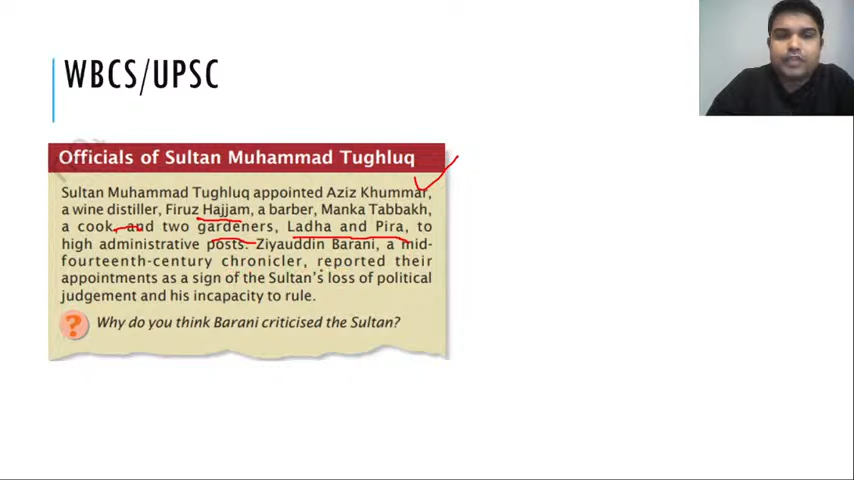 WBCS/UPSC
Officials of Sultan Muhammad Tughluq
Sultan Muhammad Tughluq appointed Aziz Khummar,
a wine distiller, Firuz Hajjam, a barber, Manka Tabbakh,
a cook, and two gardeners, Ladha and Pira, to
high administrative posts. Ziyauddin Barani, a mid-
fourteenth-century chronicler, reported their
appointments as a sign of the Sultan's loss of political
judgement and his incapacity to rule.
? Why do you think Barani criticised the Sultan?